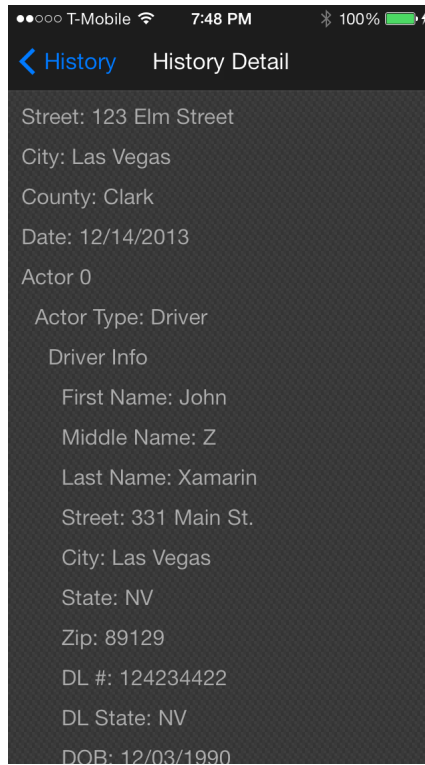 T-Mobile 7:48 PM 100%
History History Detail
Street: 123 Elm Street
City: Las Vegas
County: Clark
Date: 12/14/2013
Actor 0
Actor Type: Driver
Driver Info
First Name: John
Middle Name: Z
Last Name: Xamarin
Street: 331 Main St.
City: Las Vegas
State: NV
Zip: 89129
DL #: 124234422
DL State: NV
DOB: 12/03/1990